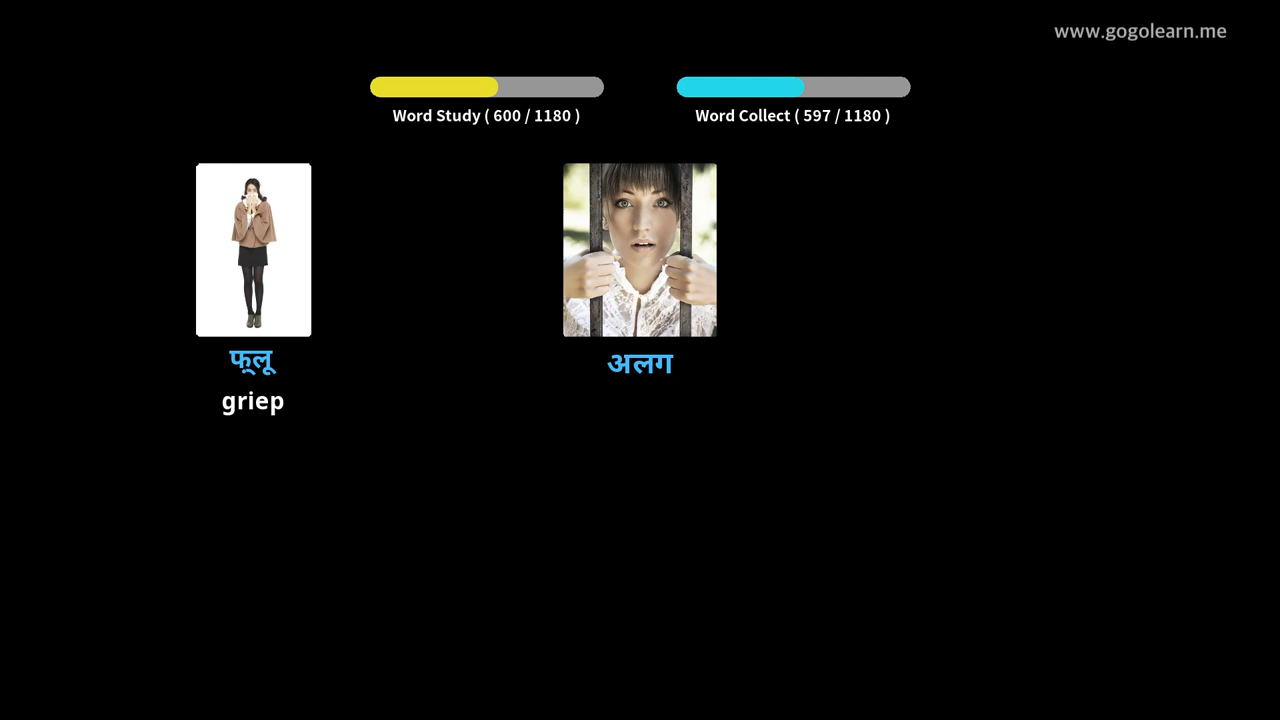 www.gogolearn.me
Word Study ( 600 / 1180 )
Word Collect ( 597 / 1180 )
फ़्लू
griep
अलग